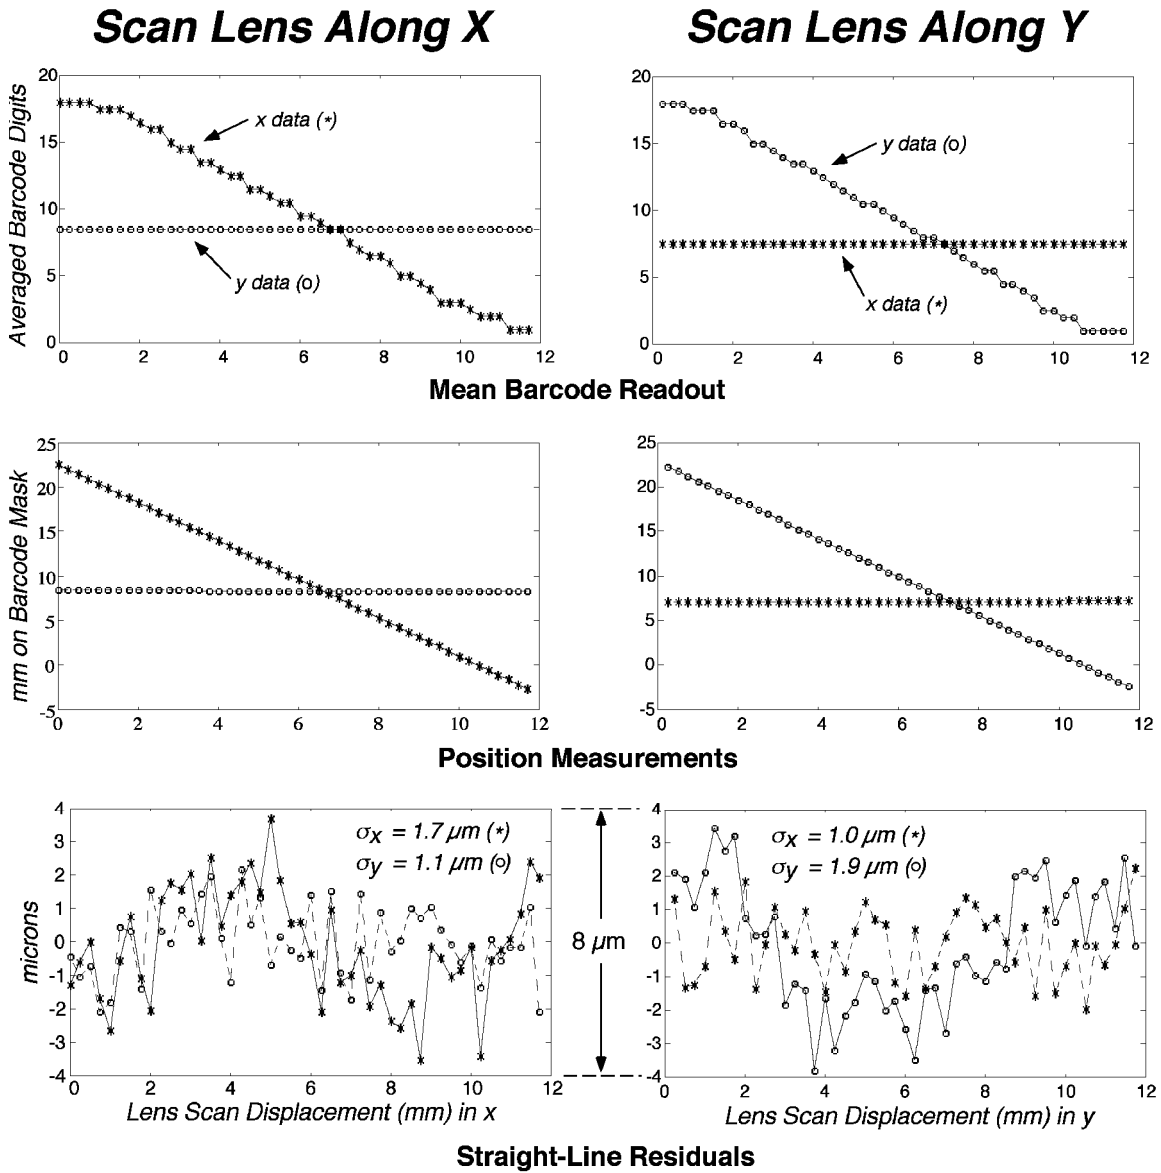 Scan Lens Along X
Scan Lens Along Y
Averaged Barcode Digits
20
15
10
5
0
x data (*)
y data (o)
0 2 4 6 8 10 12
20
15
10
5
0
y data (o)
x data (*)
0 2 4 6 8 10 12
Mean Barcode Readout
mm on Barcode Mask
25
20
15
10
5
0
-5
0 2 4 6 8 10 12
25
20
15
10
5
0
-5
0 2 4 6 8 10 12
Position Measurements
microns
4
3
2
1
0
-1
-2
-3
-4
σx = 1.7 µm (*)
σy = 1.1 µm (o)
0 2 4 6 8 10 12
Lens Scan Displacement (mm) in x
8 µm
4
3
2
1
0
-1
-2
-3
-4
σx = 1.0 µm (*)
σy = 1.9 µm (o)
0 2 4 6 8 10 12
Lens Scan Displacement (mm) in y
Straight-Line Residuals